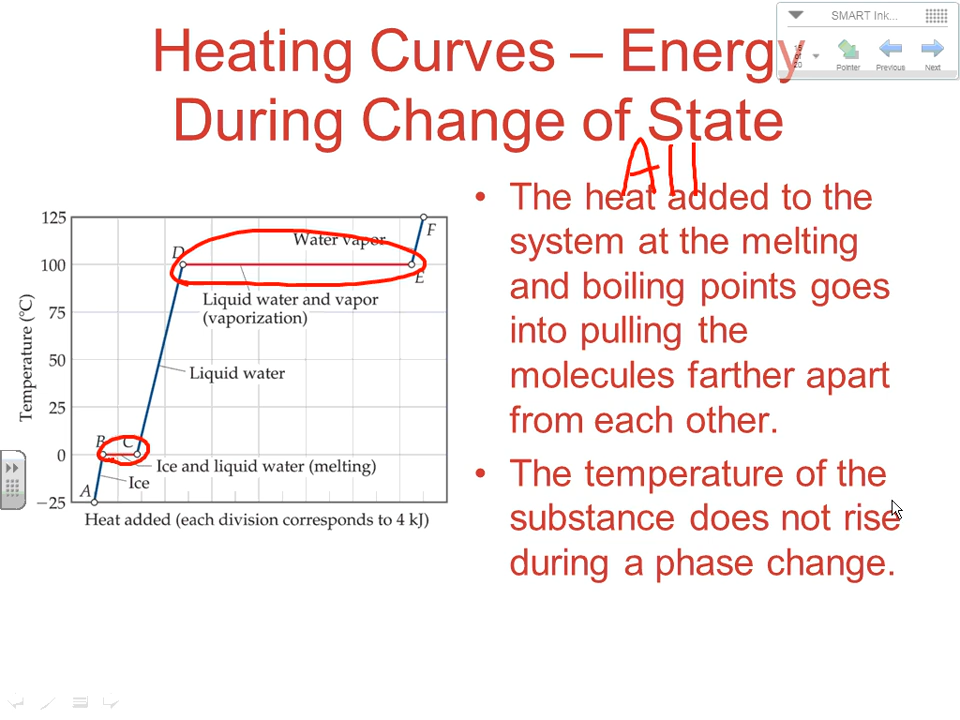 SMART Ink...
Pointer
Previous
Next
Heating Curves – Energy
During Change of State
All
• The heat added to the
system at the melting
and boiling points goes
into pulling the
molecules farther apart
from each other.
• The temperature of the
substance does not rise
during a phase change.
125
100
75
50
25
0
−25
Temperature (°C)
Water vapor
F
D
E
Liquid water and vapor
(vaporization)
Liquid water
B
C
Ice and liquid water (melting)
Ice
A
Heat added (each division corresponds to 4 kJ)